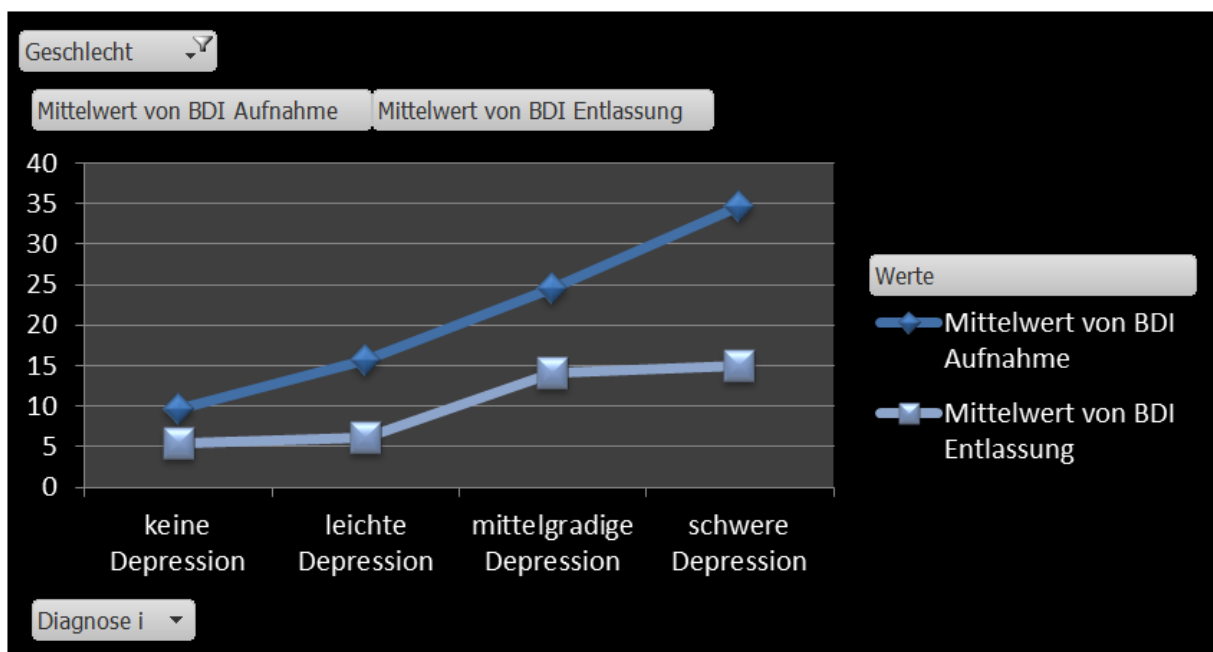 Geschlecht
Mittelwert von BDI Aufnahme
Mittelwert von BDI Entlassung
40
35
30
25
20
15
10
5
0
keine
Depression
leichte
Depression
mittelgradige
Depression
schwere
Depression
Diagnose i
Werte
Mittelwert von BDI
Aufnahme
Mittelwert von BDI
Entlassung